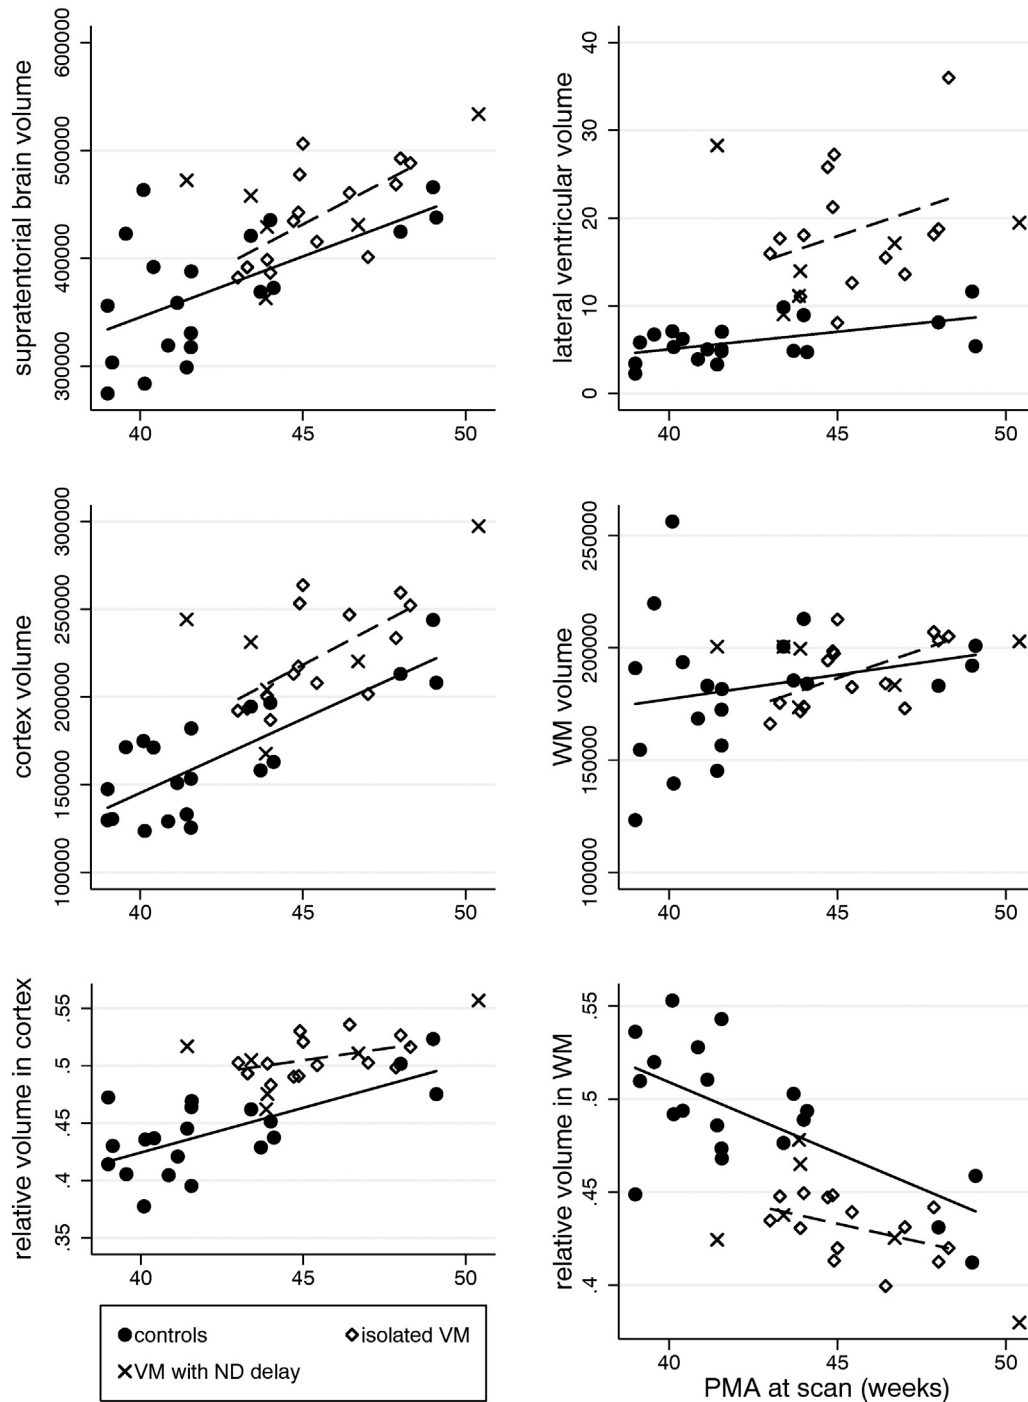 supratentorial brain volume
600000
500000
400000
300000
40 45 50
lateral ventricular volume
40
30
20
10
0
40 45 50
cortex volume
300000
250000
200000
150000
100000
40 45 50
WM volume
250000
200000
150000
100000
40 45 50
relative volume in cortex
.55
.5
.45
.4
.35
40 45 50
relative volume in WM
.55
.5
.45
.4
40 45 50
PMA at scan (weeks)
controls isolated VM
VM with ND delay